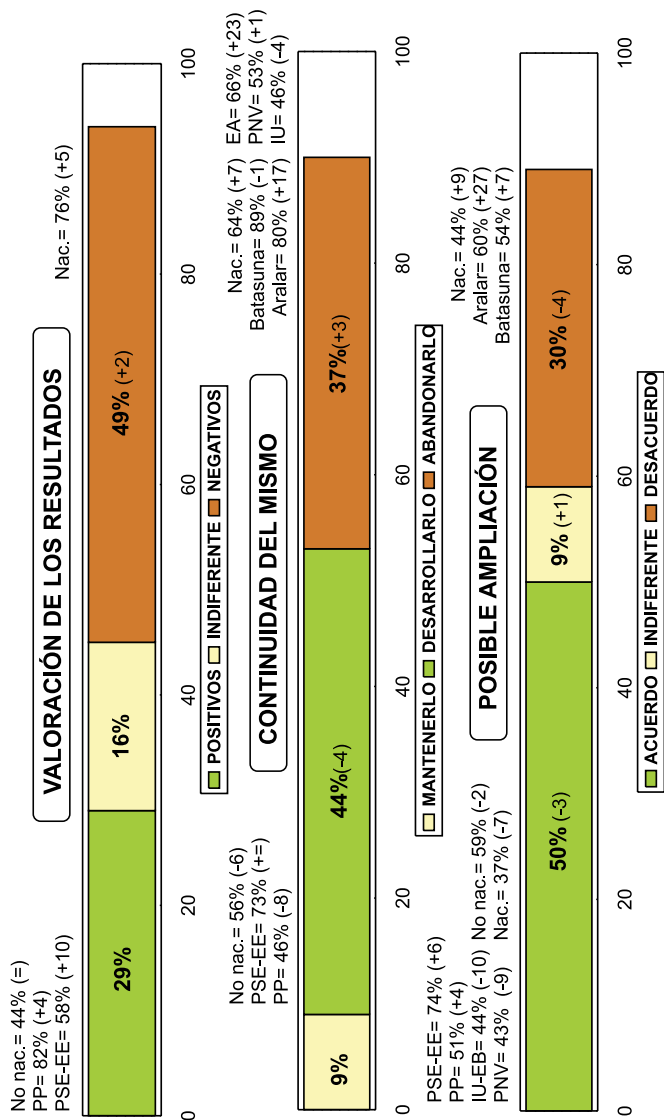 VALORACIÓN DE LOS RESULTADOS
No nac.= 44% (=)
PP= 82% (+4)
PSE-EE= 58% (+10)
Nac.= 76% (+5)
29%
16%
49% (+2)
0 20 40 60 80 100
POSITIVOS INDIFERENTE NEGATIVOS
CONTINUIDAD DEL MISMO
No nac.= 56% (-6)
PSE-EE= 73% (+=)
PP= 46% (-8)
Nac.= 64% (+7)
Batasuna= 89% (-1)
Aralar= 80% (+17)
EA= 66% (+23)
PNV= 53% (+1)
IU= 46% (-4)
9%
44%(-4)
37%(+3)
0 20 40 60 80 100
MANTENERLO DESARROLLARLO ABANDONARLO
POSIBLE AMPLIACIÓN
PSE-EE= 74% (+6)
PP= 51% (+4)
IU-EB= 44% (-10)
PNV= 43% (-9)
No nac.= 59% (-2)
Nac.= 37% (-7)
Nac.= 44% (+9)
Aralar= 60% (+27)
Batasuna= 54% (+7)
50% (-3)
9% (+1)
30% (-4)
0 20 40 60 80 100
ACUERDO INDIFERENTE DESACUERDO